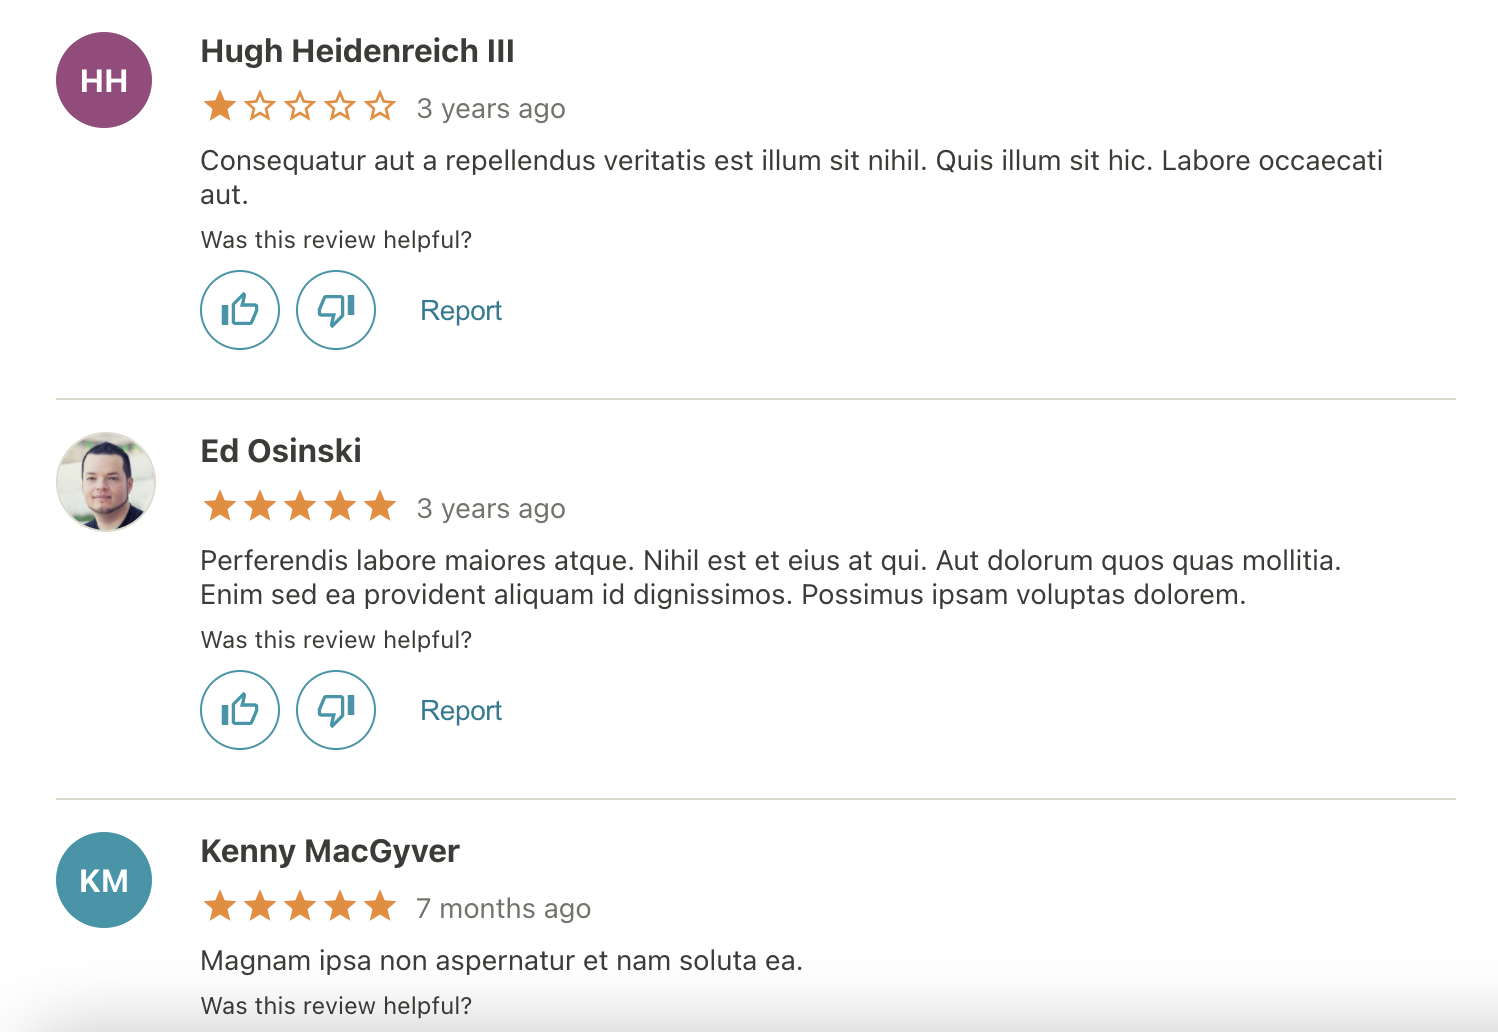 HH
Hugh Heidenreich III
3 years ago
Consequatur aut a repellendus veritatis est illum sit nihil. Quis illum sit hic. Labore occaecati
aut.
Was this review helpful?
Report
Ed Osinski
3 years ago
Perferendis labore maiores atque. Nihil est et eius at qui. Aut dolorum quos quas mollitia.
Enim sed ea provident aliquam id dignissimos. Possimus ipsam voluptas dolorem.
Was this review helpful?
Report
KM
Kenny MacGyver
7 months ago
Magnam ipsa non aspernatur et nam soluta ea.
Was this review helpful?